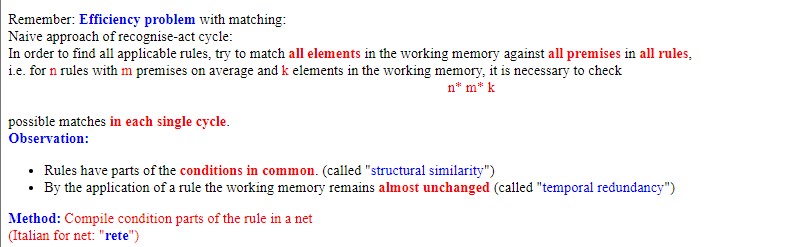 Remember: Efficiency problem with matching:
Naive approach of recognise-act cycle:
In order to find all applicable rules, try to match all elements in the working memory against all premises in all rules,
i.e. for n rules with m premises on average and k elements in the working memory, it is necessary to check
n* m* k
possible matches in each single cycle.
Observation:
• Rules have parts of the conditions in common. (called "structural similarity")
• By the application of a rule the working memory remains almost unchanged (called "temporal redundancy")
Method: Compile condition parts of the rule in a net
(Italian for net: "rete")